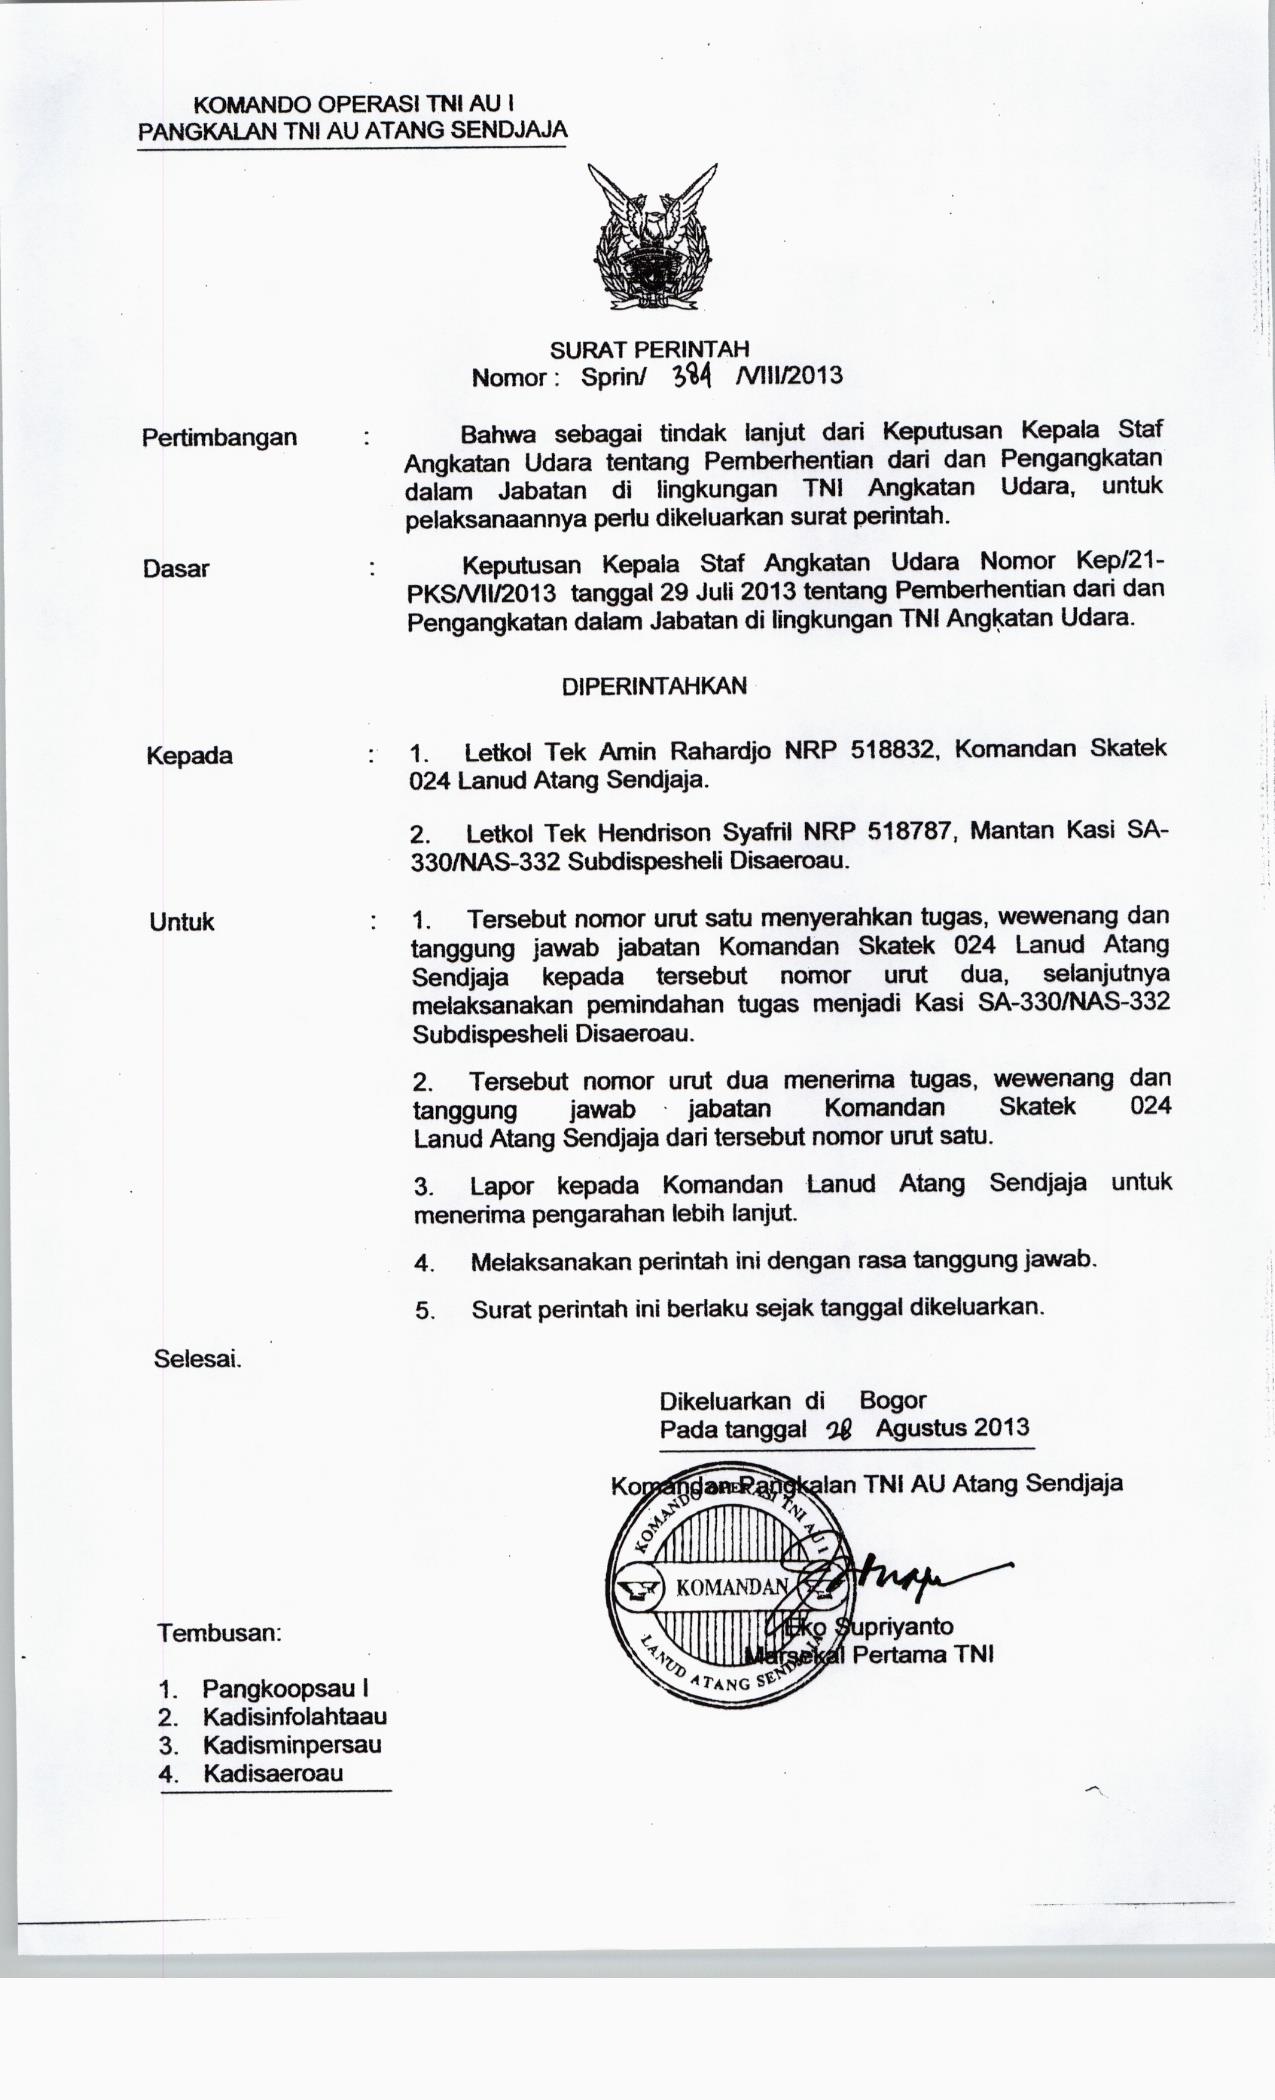 KOMANDO OPERASI TNI AU I
PANGKALAN TNI AU ATANG SENDJAJA
SURAT PERINTAH
Nomor : Sprin/ 384 /VIII/2013
Pertimbangan : Bahwa sebagai tindak lanjut dari Keputusan Kepala Staf
Angkatan Udara tentang Pemberhentian dari dan Pengangkatan
dalam Jabatan di lingkungan TNI Angkatan Udara, untuk
pelaksanaannya perlu dikeluarkan surat perintah.
Dasar : Keputusan Kepala Staf Angkatan Udara Nomor Kep/21-
PKS/VII/2013 tanggal 29 Juli 2013 tentang Pemberhentian dari dan
Pengangkatan dalam Jabatan di lingkungan TNI Angkatan Udara.
DIPERINTAHKAN
Kepada : 1. Letkol Tek Amin Rahardjo NRP 518832, Komandan Skatek
024 Lanud Atang Sendjaja.
2. Letkol Tek Hendrison Syafril NRP 518787, Mantan Kasi SA-
330/NAS-332 Subdispesheli Disaeroau.
Untuk : 1. Tersebut nomor urut satu menyerahkan tugas, wewenang dan
tanggung jawab jabatan Komandan Skatek 024 Lanud Atang
Sendjaja kepada tersebut nomor urut dua, selanjutnya
melaksanakan pemindahan tugas menjadi Kasi SA-330/NAS-332
Subdispesheli Disaeroau.
2. Tersebut nomor urut dua menerima tugas, wewenang dan
tanggung jawab jabatan Komandan Skatek 024
Lanud Atang Sendjaja dari tersebut nomor urut satu.
3. Lapor kepada Komandan Lanud Atang Sendjaja untuk
menerima pengarahan lebih lanjut.
4. Melaksanakan perintah ini dengan rasa tanggung jawab.
5. Surat perintah ini berlaku sejak tanggal dikeluarkan.
Selesai.
Dikeluarkan di Bogor
Pada tanggal 28 Agustus 2013
Komandan Pangkalan TNI AU Atang Sendjaja
KOMANDO OPERASI TNI AU I
KOMANDAN
LANUD ATANG SENDJAJA
Eko Supriyanto
Marsekal Pertama TNI
Tembusan:
1. Pangkoopsau I
2. Kadisinfolahtaau
3. Kadisminpersau
4. Kadisaeroau